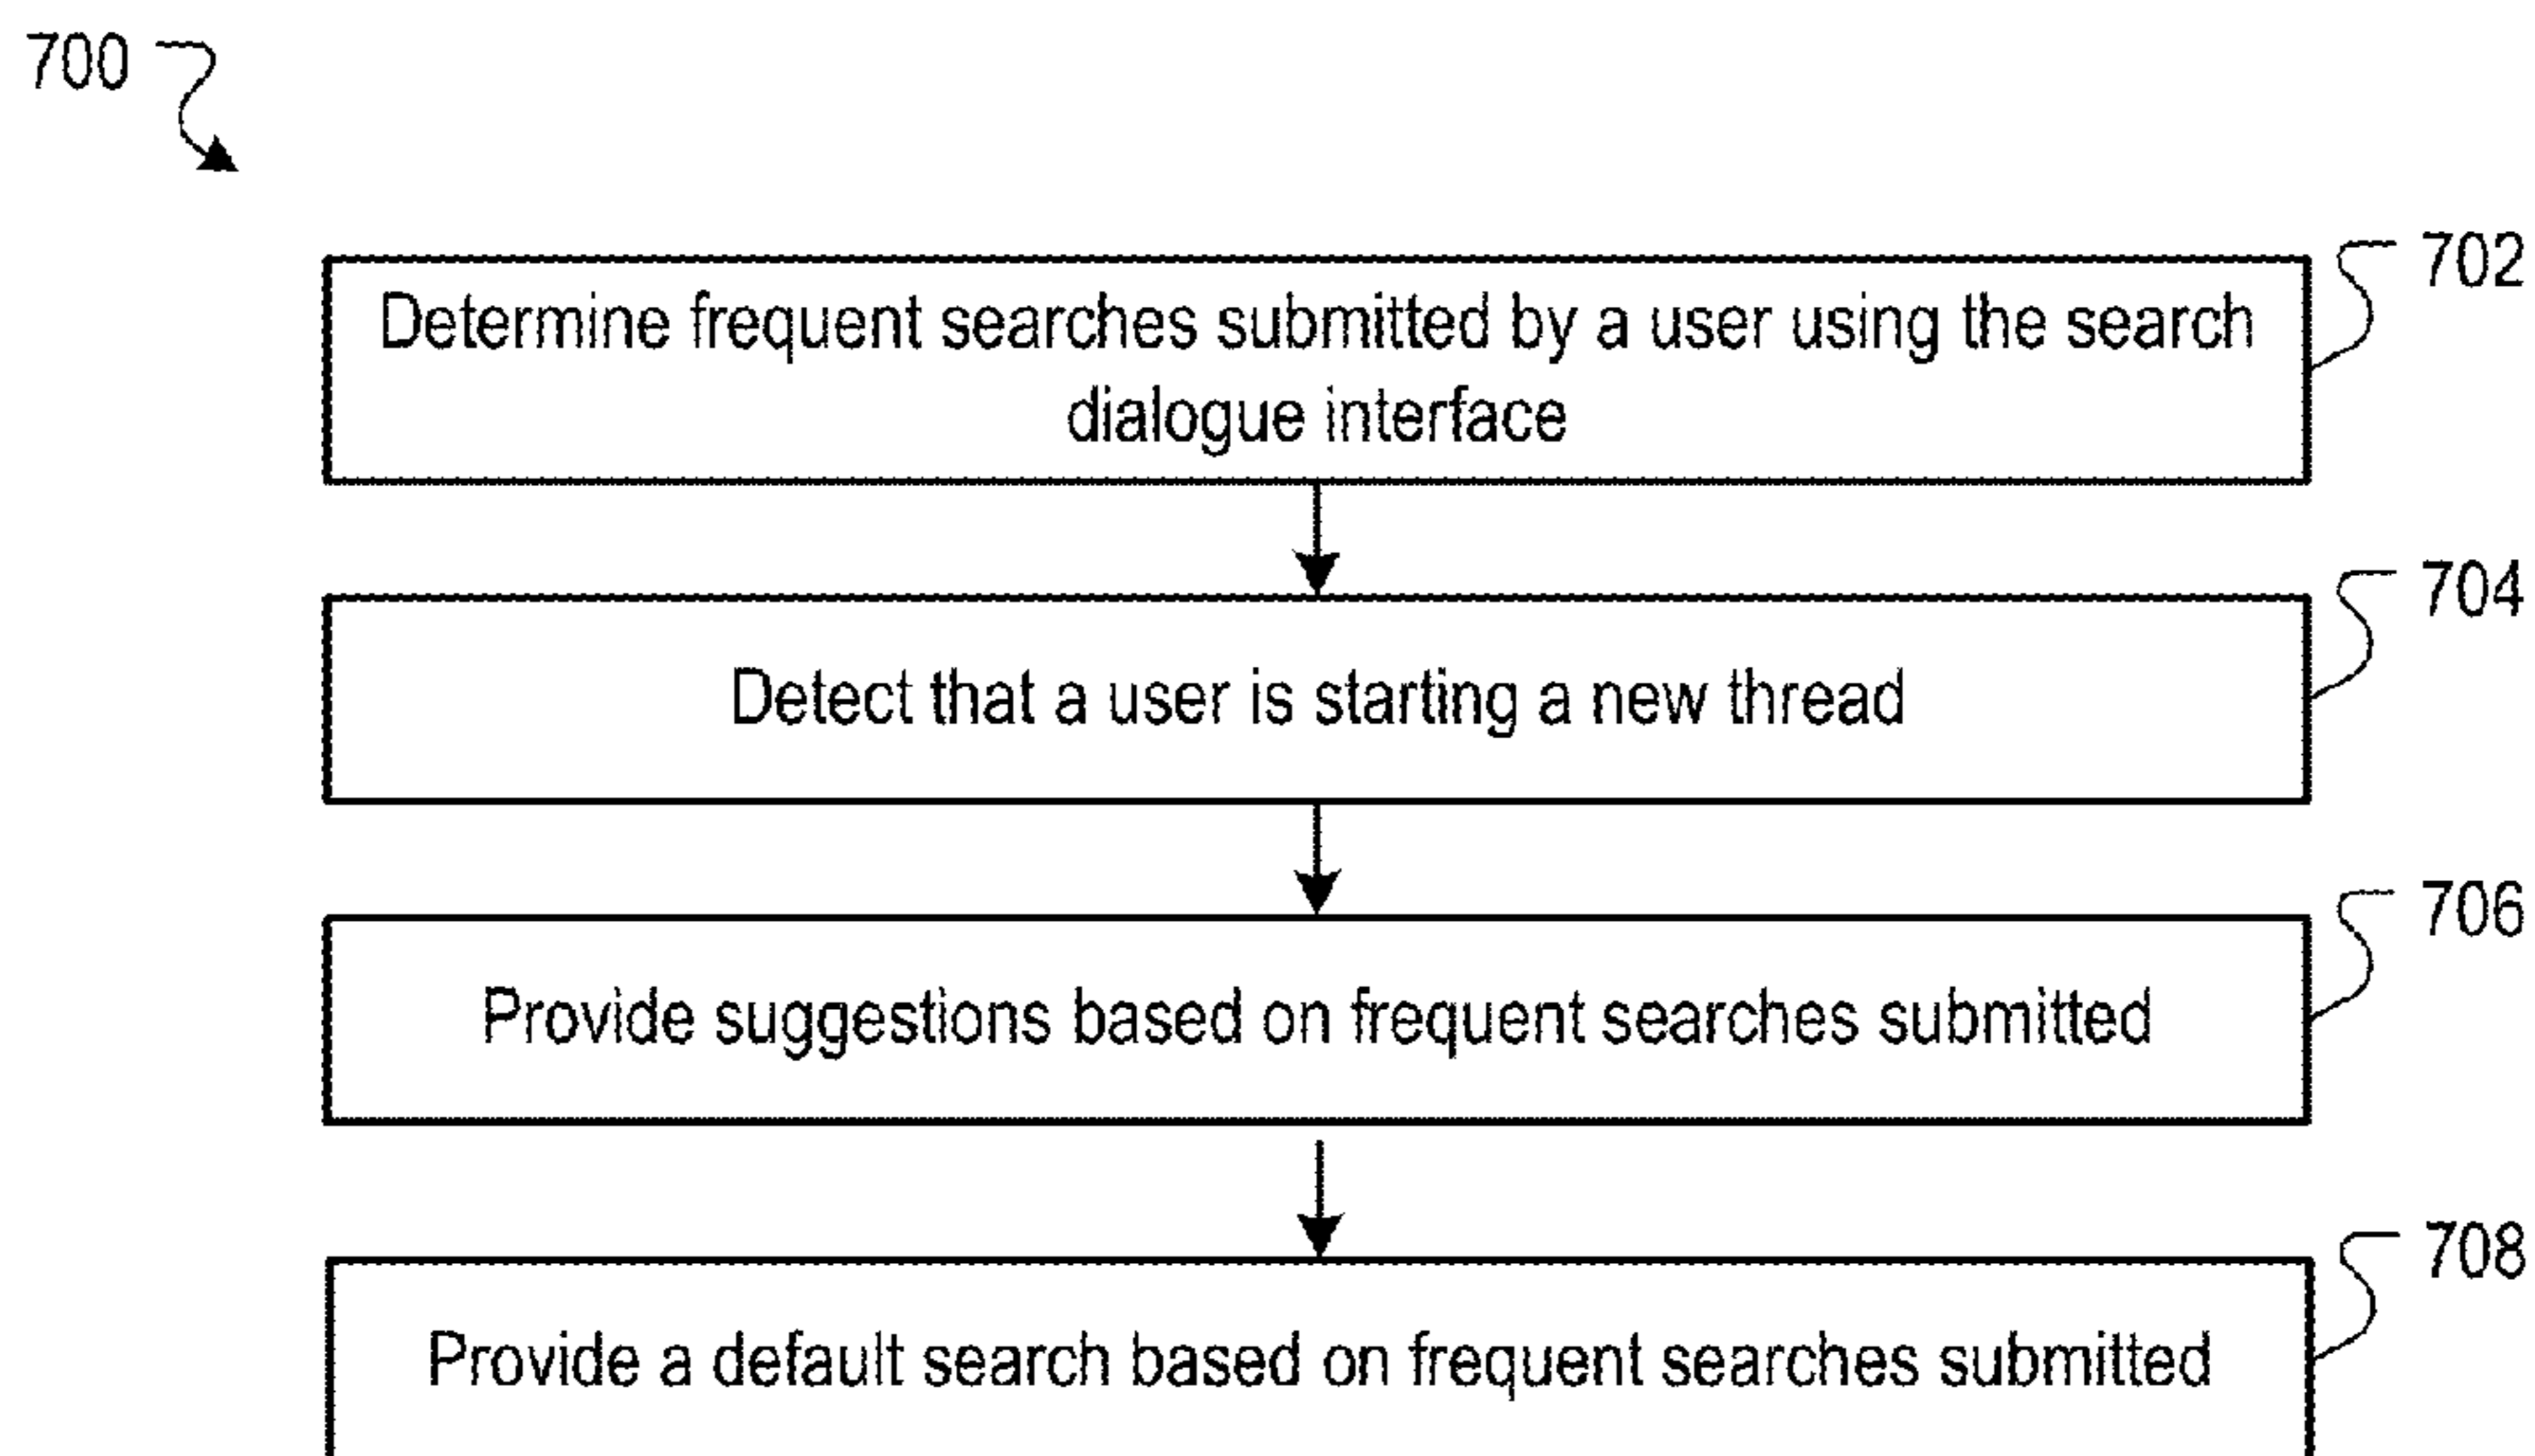 700
702
Determine frequent searches submitted by a user using the search
dialogue interface
704
Detect that a user is starting a new thread
706
Provide suggestions based on frequent searches submitted
708
Provide a default search based on frequent searches submitted